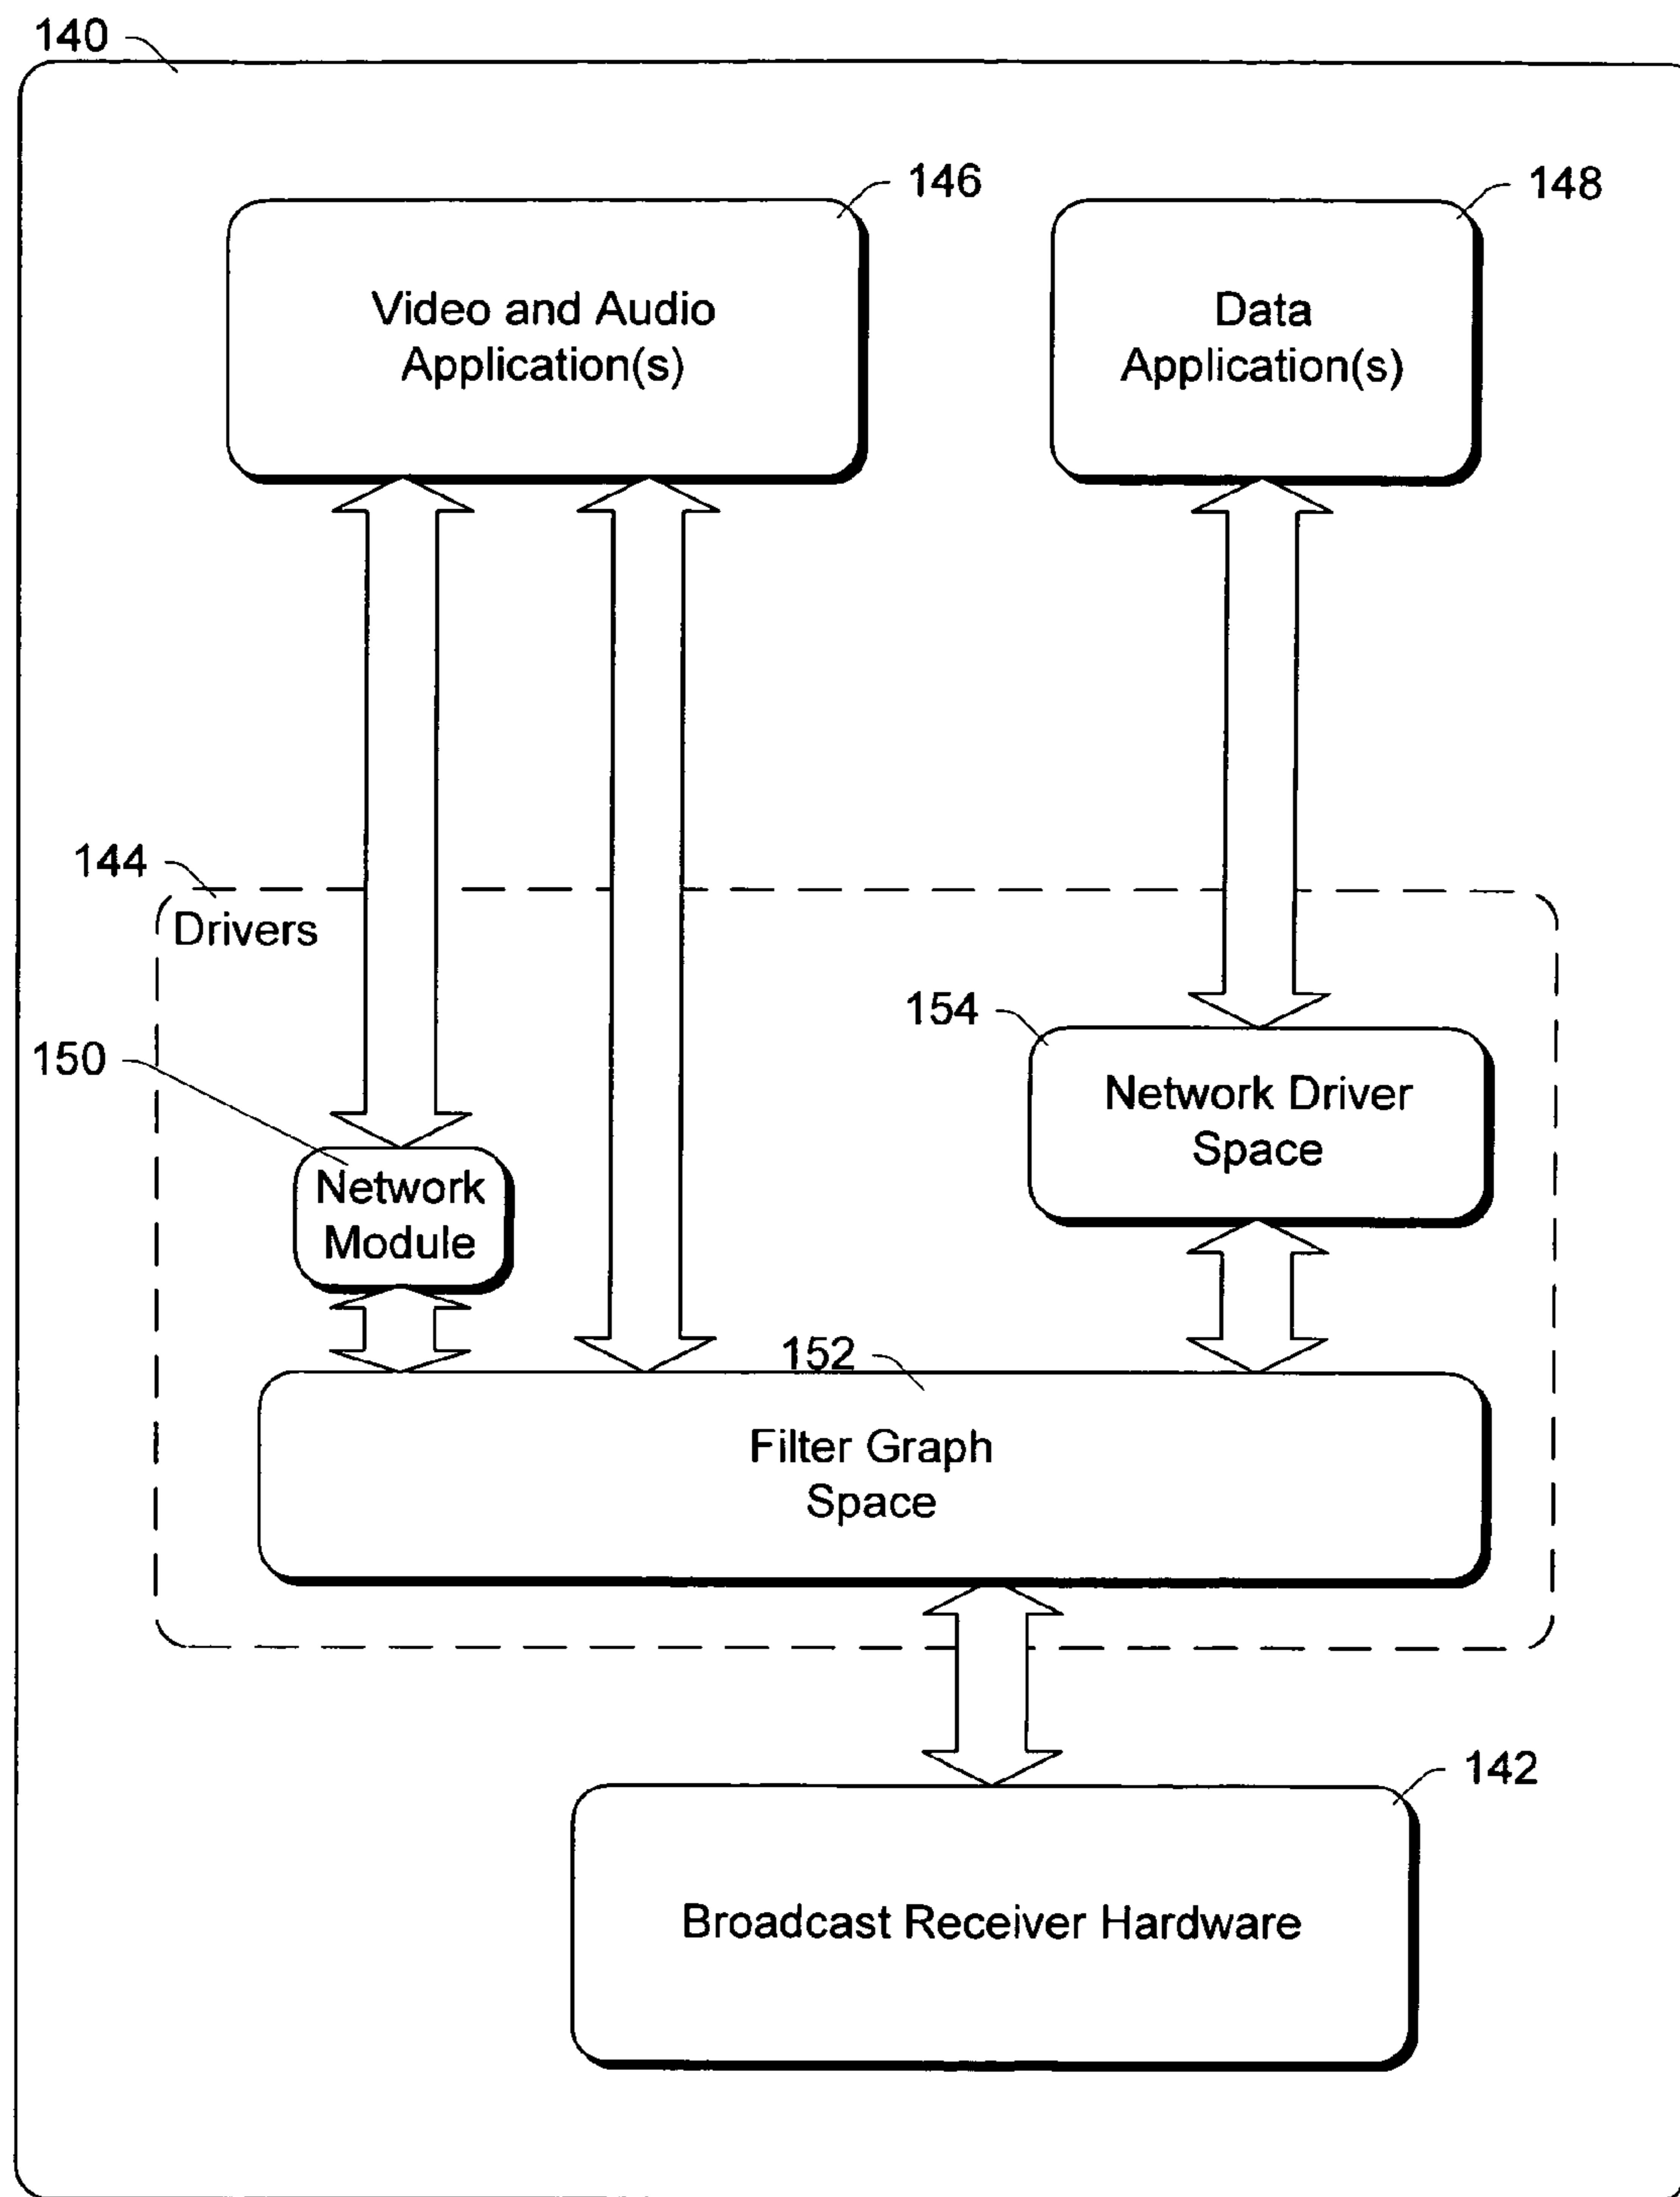 140
146
148
Video and Audio
Application(s)
Data
Application(s)
144
Drivers
154
150
Network Driver
Space
Network
Module
152
Filter Graph
Space
142
Broadcast Receiver Hardware